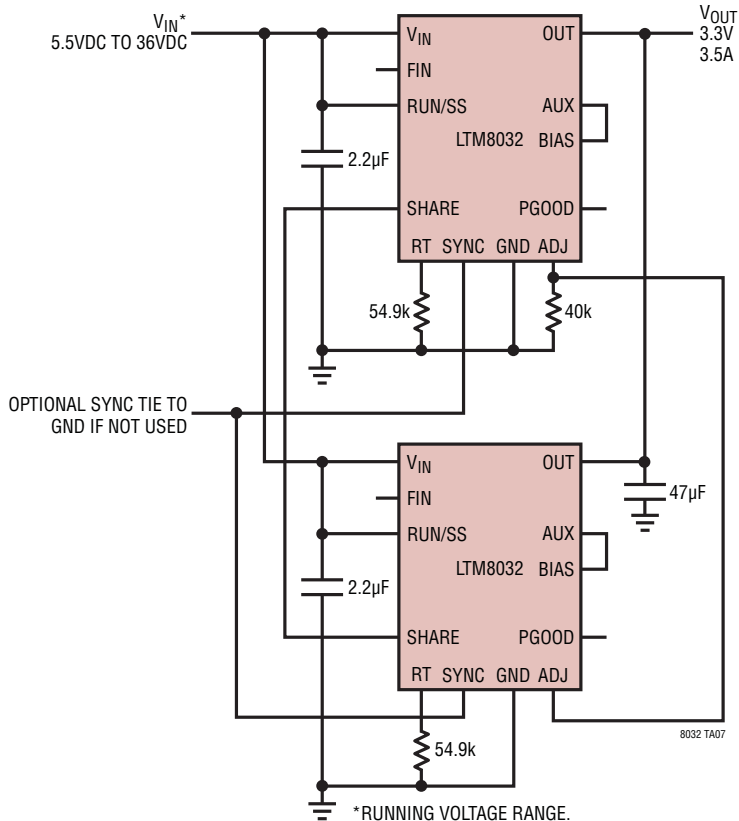 VIN*
5.5VDC TO 36VDC
VIN
OUT
VOUT
3.3V
3.5A
FIN
RUN/SS
AUX
LTM8032
BIAS
2.2µF
SHARE
PGOOD
RT
SYNC
GND
ADJ
54.9k
40k
OPTIONAL SYNC TIE TO
GND IF NOT USED
VIN
OUT
FIN
47µF
RUN/SS
AUX
LTM8032
BIAS
2.2µF
SHARE
PGOOD
RT
SYNC
GND
ADJ
8032 TA07
54.9k
*RUNNING VOLTAGE RANGE.